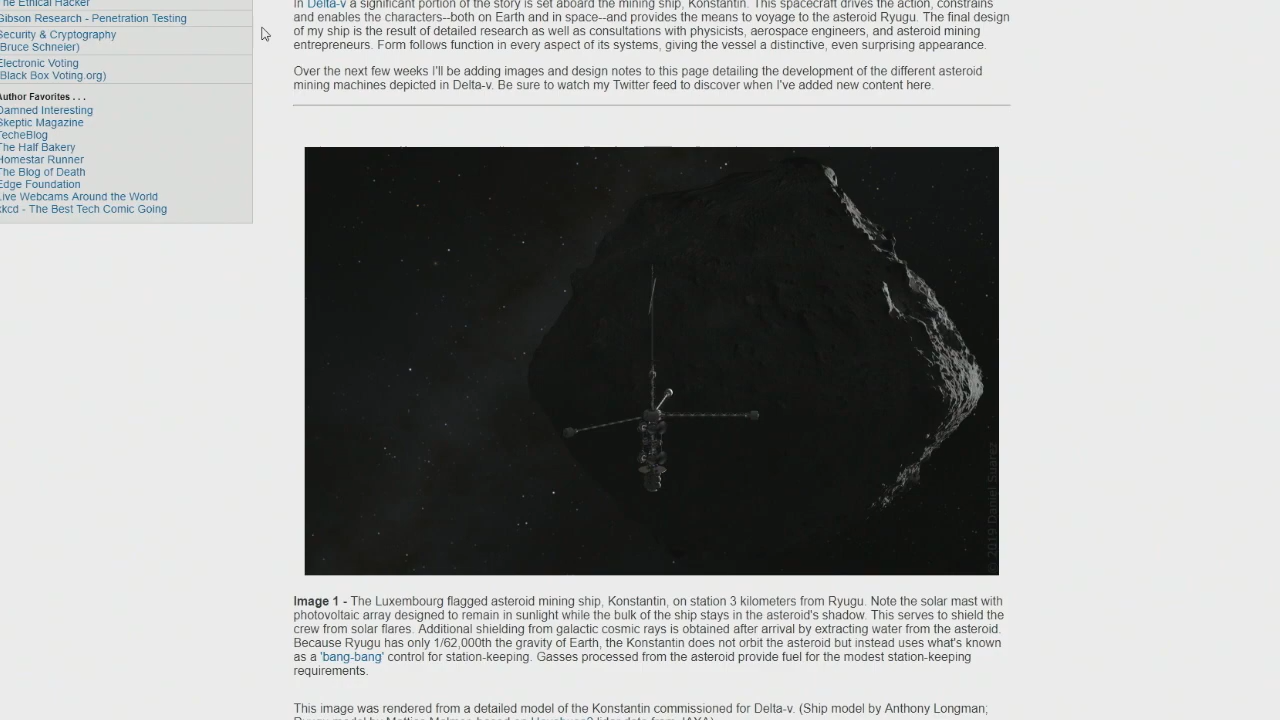 The Ethical Hacker
Gibson Research - Penetration Testing
Security & Cryptography
(Bruce Schneier)
Electronic Voting
(Black Box Voting.org)
Author Favorites . . .
Damned Interesting
Skeptic Magazine
TecheBlog
The Half Bakery
Homestar Runner
The Blog of Death
Edge Foundation
Live Webcams Around the World
xkcd - The Best Tech Comic Going
In Delta-v a significant portion of the story is set aboard the mining ship, Konstantin. This spacecraft drives the action, constrains
and enables the characters--both on Earth and in space--and provides the means to voyage to the asteroid Ryugu. The final design
of my ship is the result of detailed research as well as consultations with physicists, aerospace engineers, and asteroid mining
entrepreneurs. Form follows function in every aspect of its systems, giving the vessel a distinctive, even surprising appearance.
Over the next few weeks I'll be adding images and design notes to this page detailing the development of the different asteroid
mining machines depicted in Delta-v. Be sure to watch my Twitter feed to discover when I've added new content here.
© 2019 Daniel Suarez
Image 1 - The Luxembourg flagged asteroid mining ship, Konstantin, on station 3 kilometers from Ryugu. Note the solar mast with
photovoltaic array designed to remain in sunlight while the bulk of the ship stays in the asteroid's shadow. This serves to shield the
crew from solar flares. Additional shielding from galactic cosmic rays is obtained after arrival by extracting water from the asteroid.
Because Ryugu has only 1/62,000th the gravity of Earth, the Konstantin does not orbit the asteroid but instead uses what's known
as a 'bang-bang' control for station-keeping. Gasses processed from the asteroid provide fuel for the modest station-keeping
requirements.
This image was rendered from a detailed model of the Konstantin commissioned for Delta-v. (Ship model by Anthony Longman;
Ryugu model by Mattias Malmer, based on Hayabusa2 lidar data from JAXA)